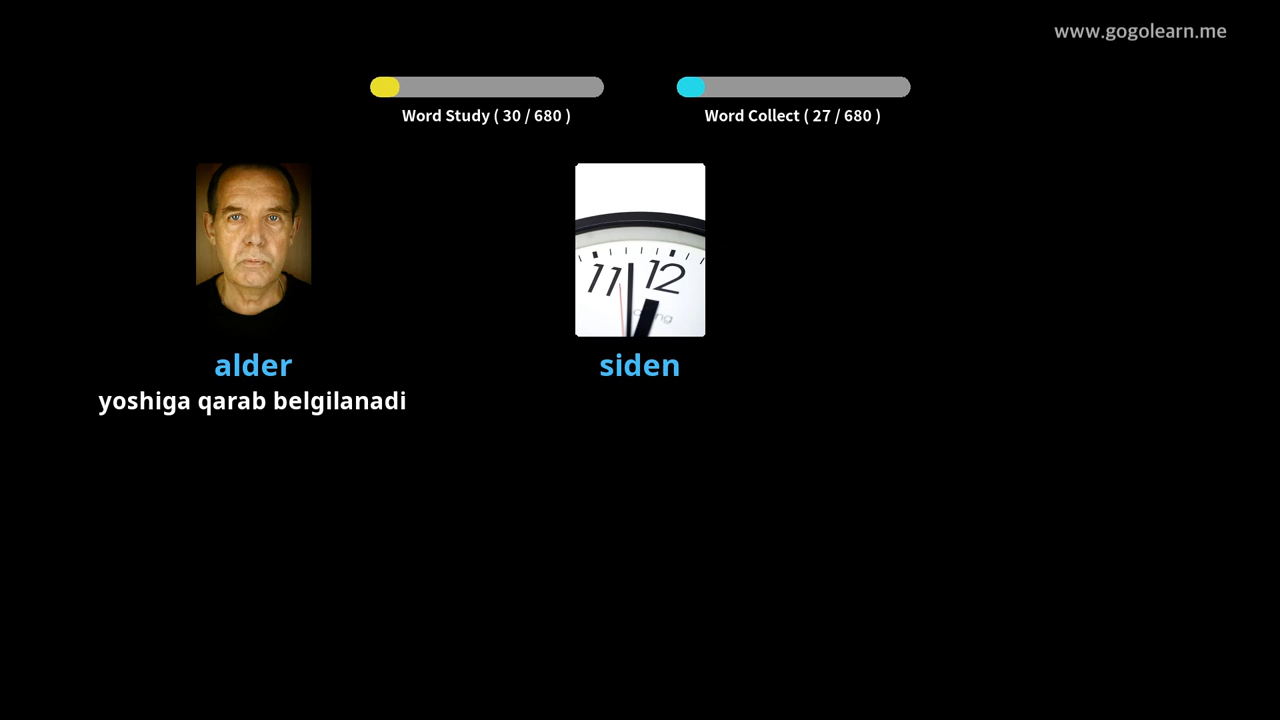 www.gogolearn.me
Word Study ( 30 / 680 )
Word Collect ( 27 / 680 )
11 12
alder
siden
yoshiga qarab belgilanadi